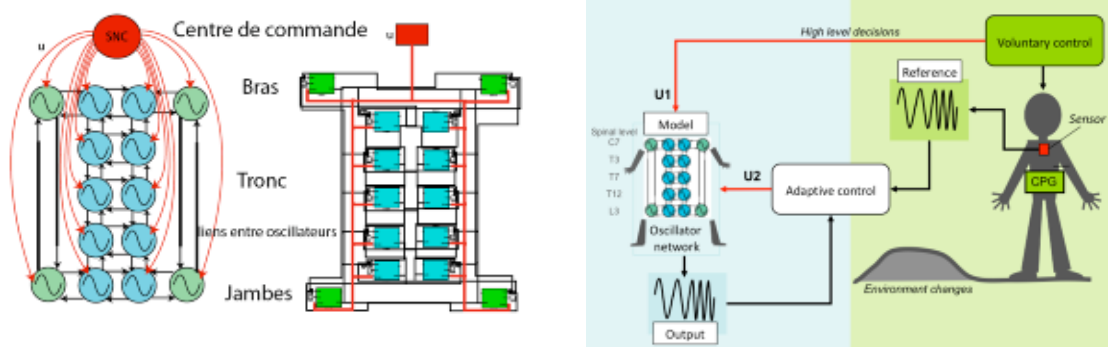 SNC
u
Centre de commande
u
Bras
Tronc
liens entre oscillateurs
Jambes
High level decisions
Voluntary control
U1
Reference
Model
Sensor
Spinal level
C7
T3
T7
T12
L3
U2
Adaptive control
CPG
Oscillator
network
Output
Environment changes